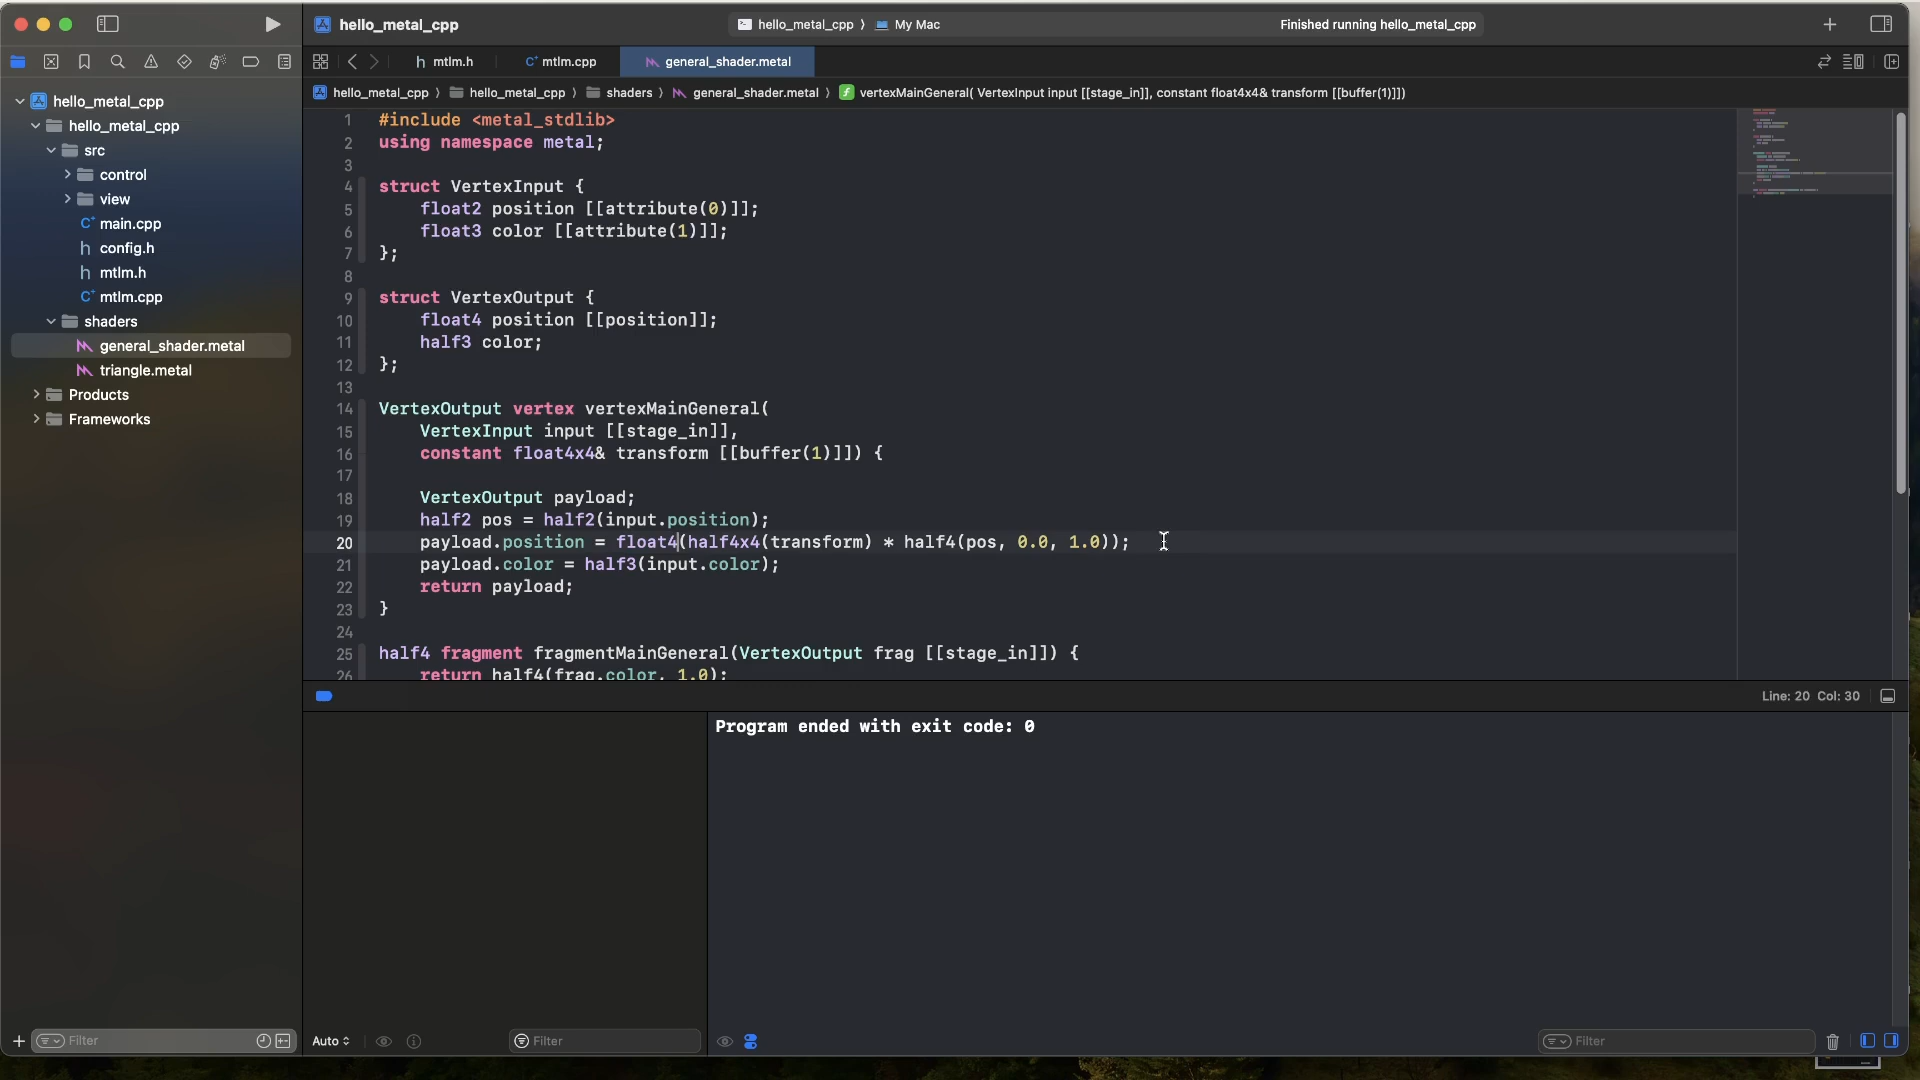 hello_metal_cpp
hello_metal_cpp 〉 My Mac
Finished running hello_metal_cpp
mtlm.h
mtlm.cpp
general_shader.metal
hello_metal_cpp 〉 hello_metal_cpp 〉 shaders 〉 general_shader.metal 〉 vertexMainGeneral( VertexInput input [[stage_in]], constant float4x4& transform [[buffer(1)]])
hello_metal_cpp
hello_metal_cpp
src
control
view
main.cpp
config.h
mtlm.h
mtlm.cpp
shaders
general_shader.metal
triangle.metal
Products
Frameworks
Filter
1 #include <metal_stdlib>
2 using namespace metal;
3
4 struct VertexInput {
5 float2 position [[attribute(0)]];
6 float3 color [[attribute(1)]];
7 };
8
9 struct VertexOutput {
10 float4 position [[position]];
11 half3 color;
12 };
13
14 VertexOutput vertex vertexMainGeneral(
15 VertexInput input [[stage_in]],
16 constant float4x4& transform [[buffer(1)]]) {
17
18 VertexOutput payload;
19 half2 pos = half2(input.position);
20 payload.position = float4(half4x4(transform) * half4(pos, 0.0, 1.0));
21 payload.color = half3(input.color);
22 return payload;
23 }
24
25 half4 fragment fragmentMainGeneral(VertexOutput frag [[stage_in]]) {
26 return half4(frag.color, 1.0);
Line: 20 Col: 30
Program ended with exit code: 0
Auto
Filter
Filter